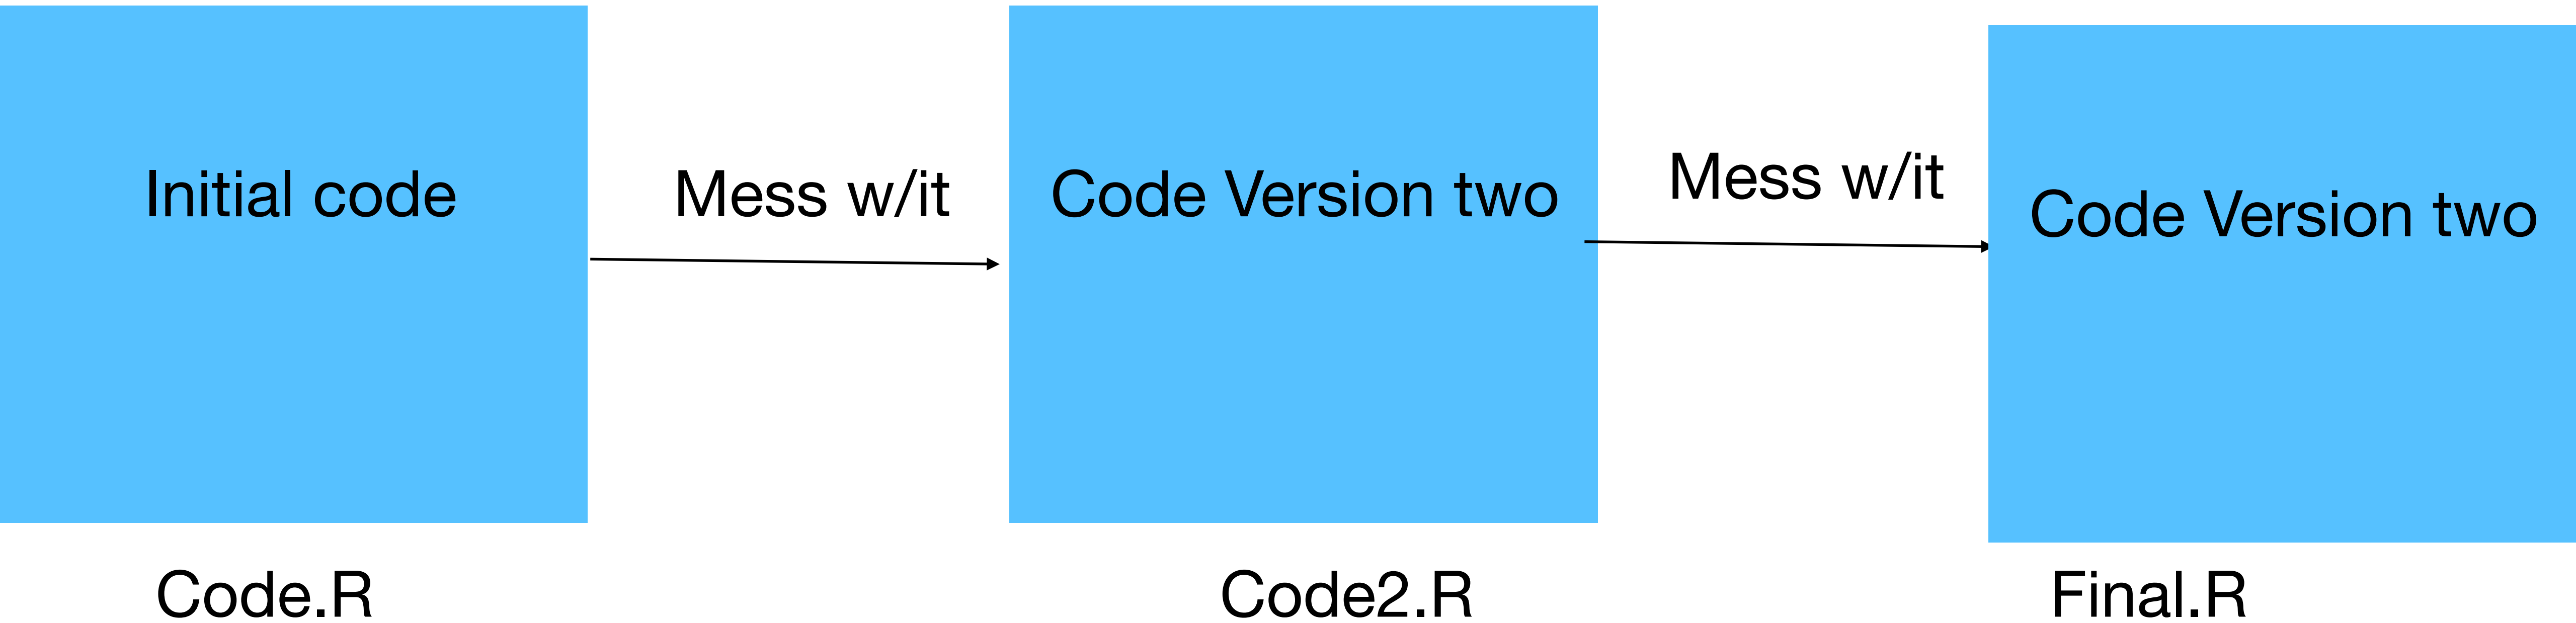 Initial code
Mess w/it
Code Version two
Mess w/it
Code Version two
Code.R
Code2.R
Final.R